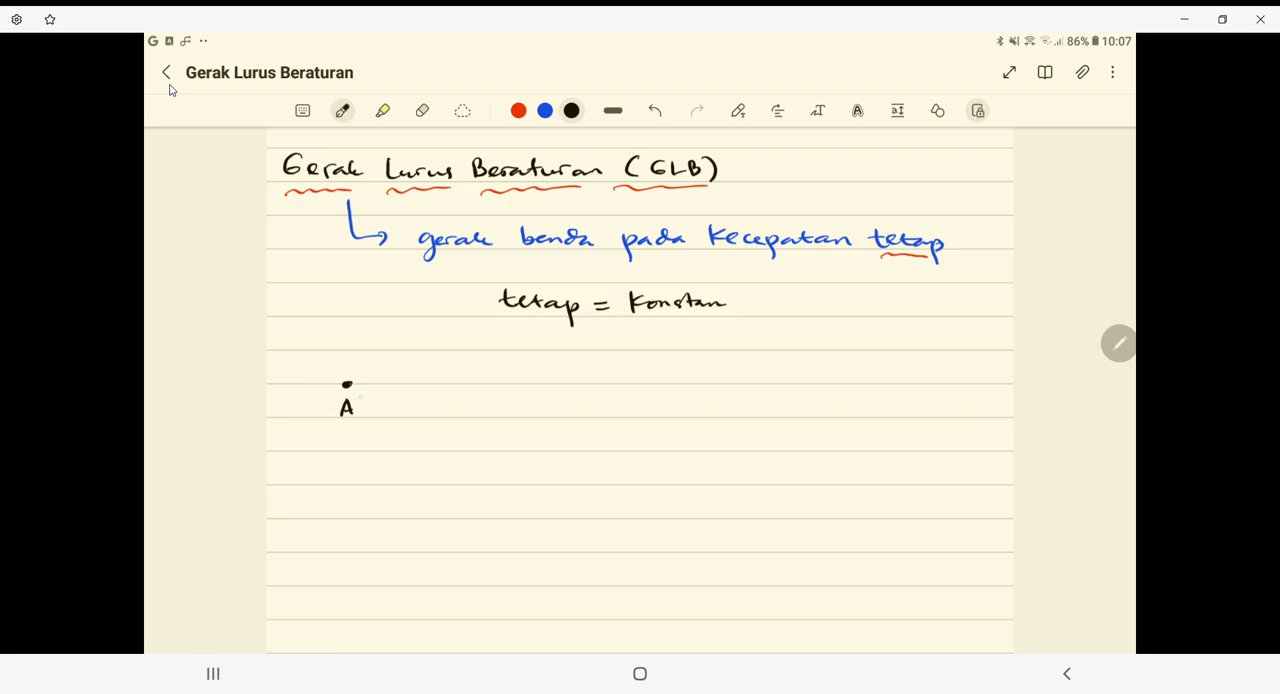 86% 10:07
Gerak Lurus Beraturan
Gerak Lurus Beraturan (GLB)
gerak benda pada kecepatan tetap
tetap = konstan
A